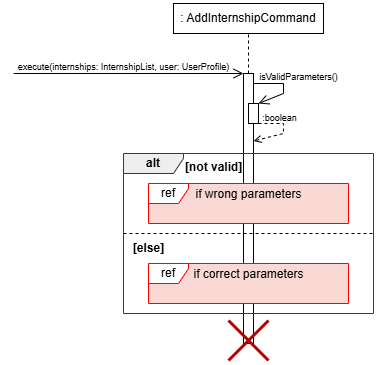 : AddInternshipCommand
execute(internships: InternshipList, user: UserProfile)
isValidParameters()
:boolean
alt
[not valid]
ref
if wrong parameters
[else]
ref
if correct parameters